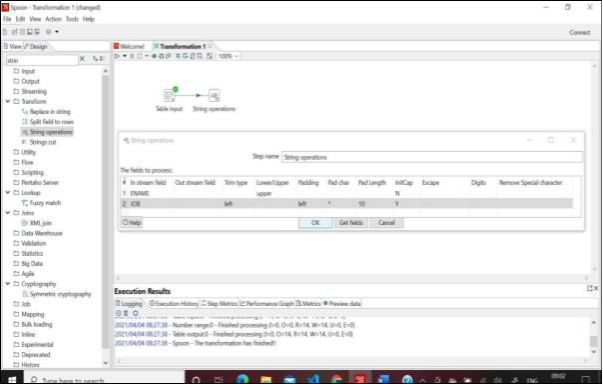 Spoon - Transformation 1 (changed)
File Edit View Action Tools Help
Connect
View Design
Welcome! Transformation 1
strin
100%
Input
Output
Streaming
Transform
Replace in string
Split field to rows
String operations
Strings cut
Utility
Flow
Scripting
Pentaho Server
Lookup
Fuzzy match
Joins
XML join
Data Warehouse
Validation
Statistics
Big Data
Agile
Cryptography
Symmetric cryptography
Job
Mapping
Bulk loading
Inline
Experimental
Deprecated
History
Table input String operations
String operations
Step name String operations
The fields to process:
# In stream field Out stream field Trim type Lower/Upper Padding Pad char Pad Length InitCap Escape Digits Remove Special character
1 ENAME upper N
2 JOB left left * 10 Y
Help OK Get fields Cancel
Execution Results
Logging Execution History Step Metrics Performance Graph Metrics Preview data
2021/04/04 08:27:38 - Number range.0 - Finished processing (I=0, O=0, R=14, W=14, U=0, E=0)
2021/04/04 08:27:38 - Table output.0 - Finished processing (I=0, O=14, R=14, W=14, U=0, E=0)
2021/04/04 08:27:38 - Spoon - The transformation has finished!!
Type here to search
ENG
09:02